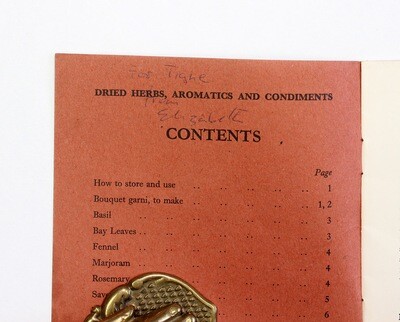 For Tighe
DRIED HERBS, AROMATICS AND CONDIMENTS
from
Elizabeth
CONTENTS
Page
How to store and use .. .. .. .. .. 1
Bouquet garni, to make .. .. .. .. 1, 2
Basil .. .. .. .. .. .. 3
Bay Leaves .. .. .. .. .. .. 3
Fennel .. .. .. .. .. .. 4
Marjoram .. .. .. .. .. .. 4
Rosemary .. .. .. 4
5
6